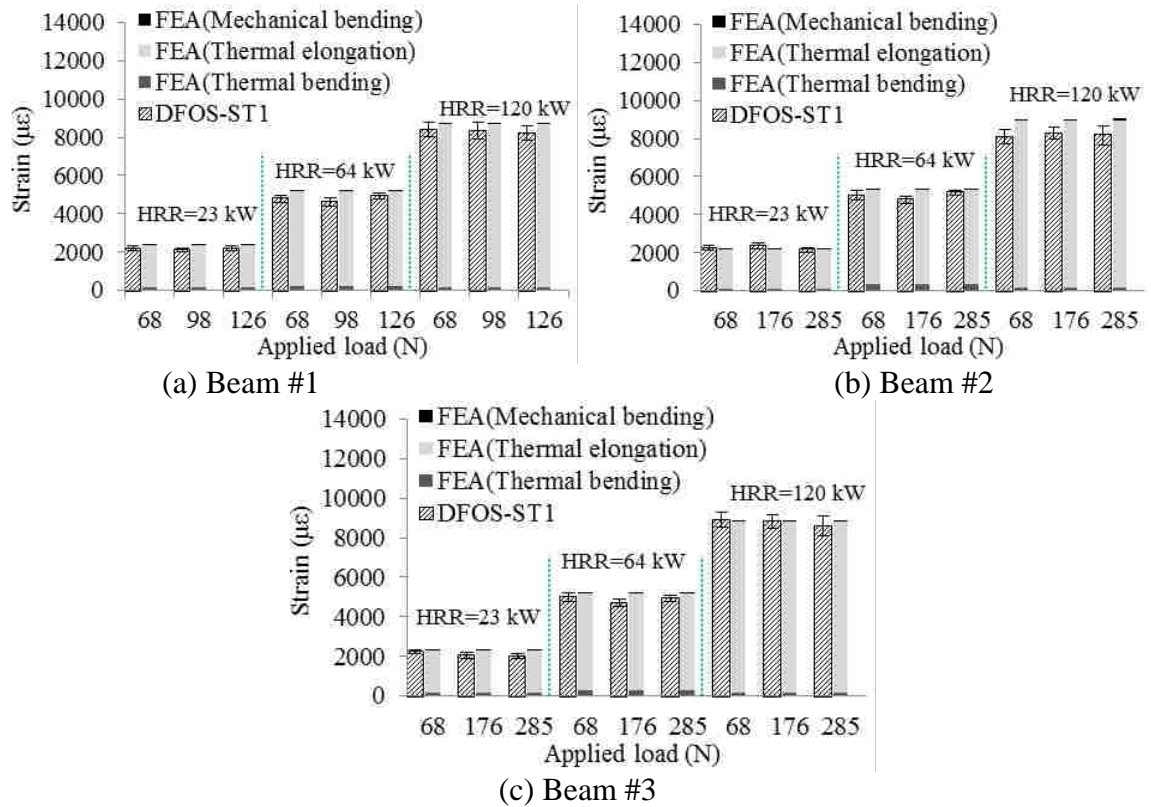 14000
12000
10000
8000
6000
4000
2000
0
Strain (με)
FEA(Mechanical bending)
FEA(Thermal elongation)
FEA(Thermal bending)
DFOS-ST1
HRR=23 kW
HRR=64 kW
HRR=120 kW
68 98 126 68 98 126 68 98 126
Applied load (N)
(a) Beam #1
14000
12000
10000
8000
6000
4000
2000
0
Strain (με)
FEA(Mechanical bending)
FEA(Thermal elongation)
FEA(Thermal bending)
DFOS-ST1
HRR=23 kW
HRR=64 kW
HRR=120 kW
68 176 285 68 176 285 68 176 285
Applied load (N)
(b) Beam #2
14000
12000
10000
8000
6000
4000
2000
0
Strain (με)
FEA(Mechanical bending)
FEA(Thermal elongation)
FEA(Thermal bending)
DFOS-ST1
HRR=23 kW
HRR=64 kW
HRR=120 kW
68 176 285 68 176 285 68 176 285
Applied load (N)
(c) Beam #3